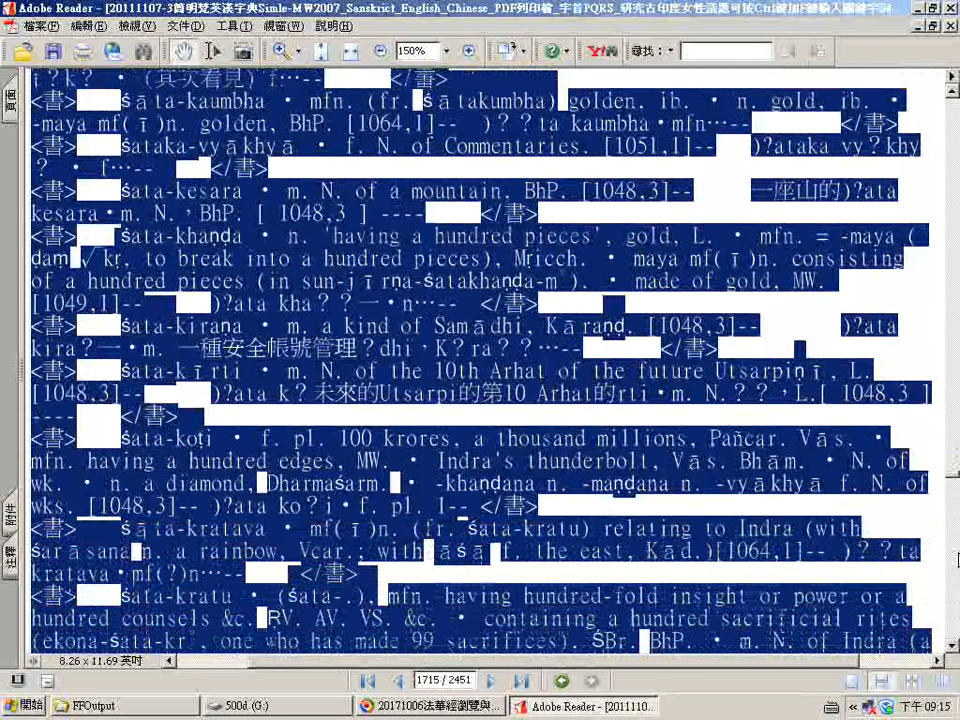 Adobe Reader - [20111107-3簡明梵英漢字典Simle-MW2007_Sanskrict_English_Chinese_PDF列印檔_字首PQRS_研究古印度女性議題可按Ctrl鍵加F鍵輸入關鍵字詞
檔案(F) 編輯(E) 檢視(V) 文件(D) 工具(T) 視窗(W) 說明(H)
150% 尋找：
頁面
附件
註釋
(其次看見) f…-- </書>
<書> śāta-kaumbha · mfn. (fr. śātakumbha) golden. ib. · n. gold, ib. ·
-maya mf(ī)n. golden, BhP. [1064,1]-- )??ta kaumbha·mfn…-- </書>
<書> śataka-vyākhyā · f. N. of Commentaries. [1051,1]-- )?ataka vy?khy
? · f…-- </書>
<書> śata-kesara · m. N. of a mountain, BhP. [1048,3]-- 一座山的)?ata
kesara·m. N.，BhP. [ 1048,3 ] ---- </書>
<書> śata-khaṇḍa · n. 'having a hundred pieces', gold, L. · mfn. = -maya (
ḍam √ kṛ, to break into a hundred pieces), Mṛicch. · maya mf(ī)n. consisting
of a hundred pieces (in sun-jīrṇa-śatakhaṇḍa-m ). · made of gold, MW.
[1049,1]-- )?ata kha??一·n…-- </書>
<書> śata-kiraṇa · m. a kind of Samādhi, Kāraṇḍ. [1048,3]-- )?ata
kira?一·m. 一種安全帳號管理?dhi, K?ra??…-- </書>
<書> śata-kīrti · m. N. of the 10th Arhat of the future Utsarpiṇī, L.
[1048,3]-- )?ata k?未來的Utsarpi的第10 Arhat的rti·m. N.??，L.[ 1048,3 ]
---- </書>
<書> śata-koṭi · f. pl. 100 krores, a thousand millions, Pañcar. Vās. ·
mfn. having a hundred edges, MW. · Indra's thunderbolt, Vās. Bhām. · N. of
wk. · n. a diamond, Dharmaśarm. · -khaṇḍana n. -maṇḍana n. -vyākhyā f. N. of
wks. [1048,3]-- )?ata ko?i·f. pl. 1-- </書>
<書> śāta-kratava · mf(ī)n. (fr. śata-kratu) relating to Indra (with
śarāsana n. a rainbow, Vcar.; with āśā f. the east, Kād.,[1064,1]-- )??ta
kratava·mf(?)n…-- </書>
<書> śata-kratu · (śata-.), mfn. having hundred-fold insight or power or a
hundred counsels &c. RV. AV. VS. &c. · containing a hundred sacrificial rites
(ekona-śata-kr°, one who has made 99 sacrifices), ŚBr. BhP. · m. N. of Indra (a
8.26 x 11.69 英吋
1715 / 2451
開始 FFOutput 500d (G:) 20171006法華經瀏覽與... Adobe Reader - [2011110... 下午 09:15